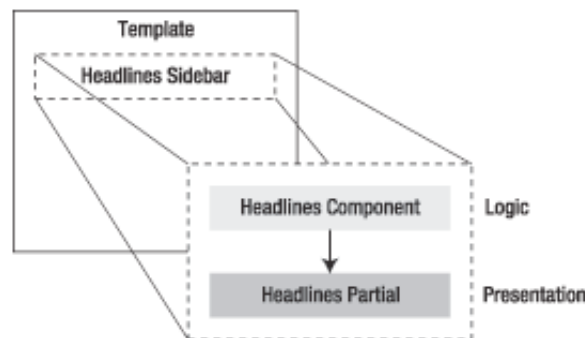 Template
Headlines Sidebar
Headlines Component
Logic
Headlines Partial
Presentation